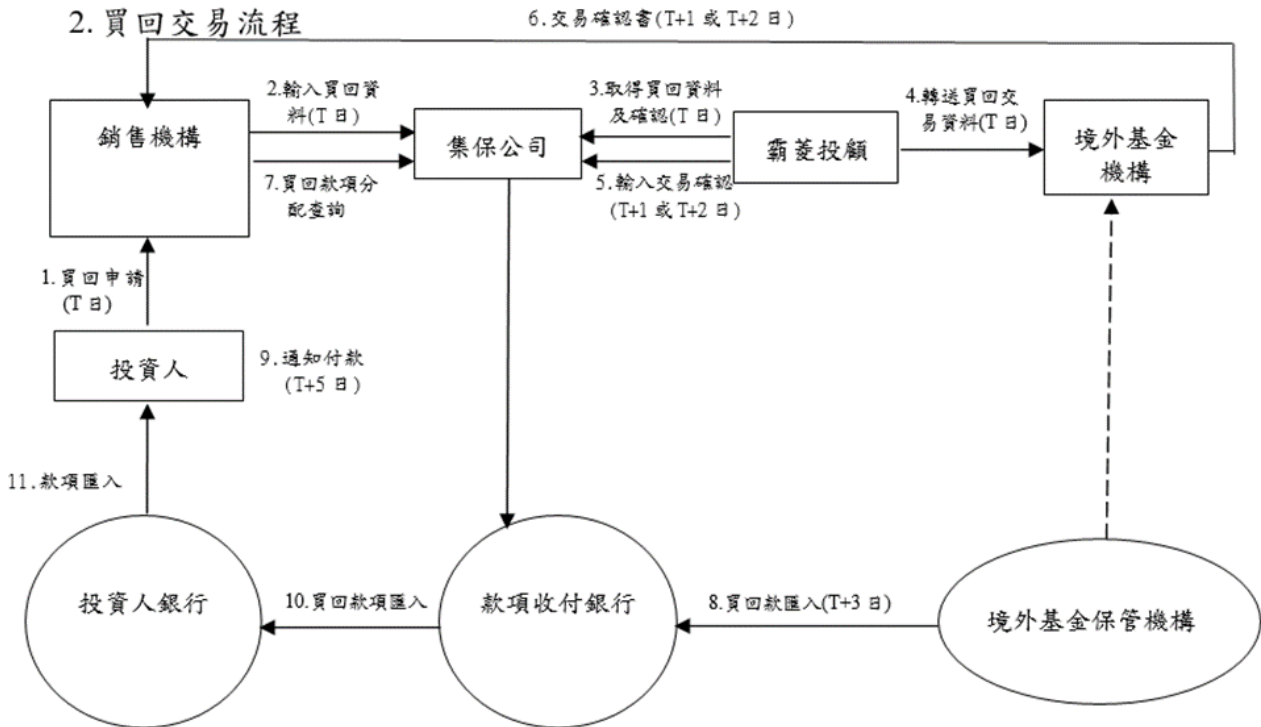 2.買回交易流程
6.交易確認書(T+1 或 T+2 日)
2.輸入買回資
料(T 日)
3.取得買回資料
及確認(T 日)
4.轉送買回交
易資料(T 日)
銷售機構
集保公司
霸菱投顧
境外基金
機構
7.買回款項分
配查詢
5.輸入交易確認
(T+1 或 T+2 日)
1.買回申請
(T 日)
投資人
9.通知付款
(T+5 日)
11.款項匯入
投資人銀行
10.買回款項匯入
款項收付銀行
8.買回款匯入(T+3 日)
境外基金保管機構